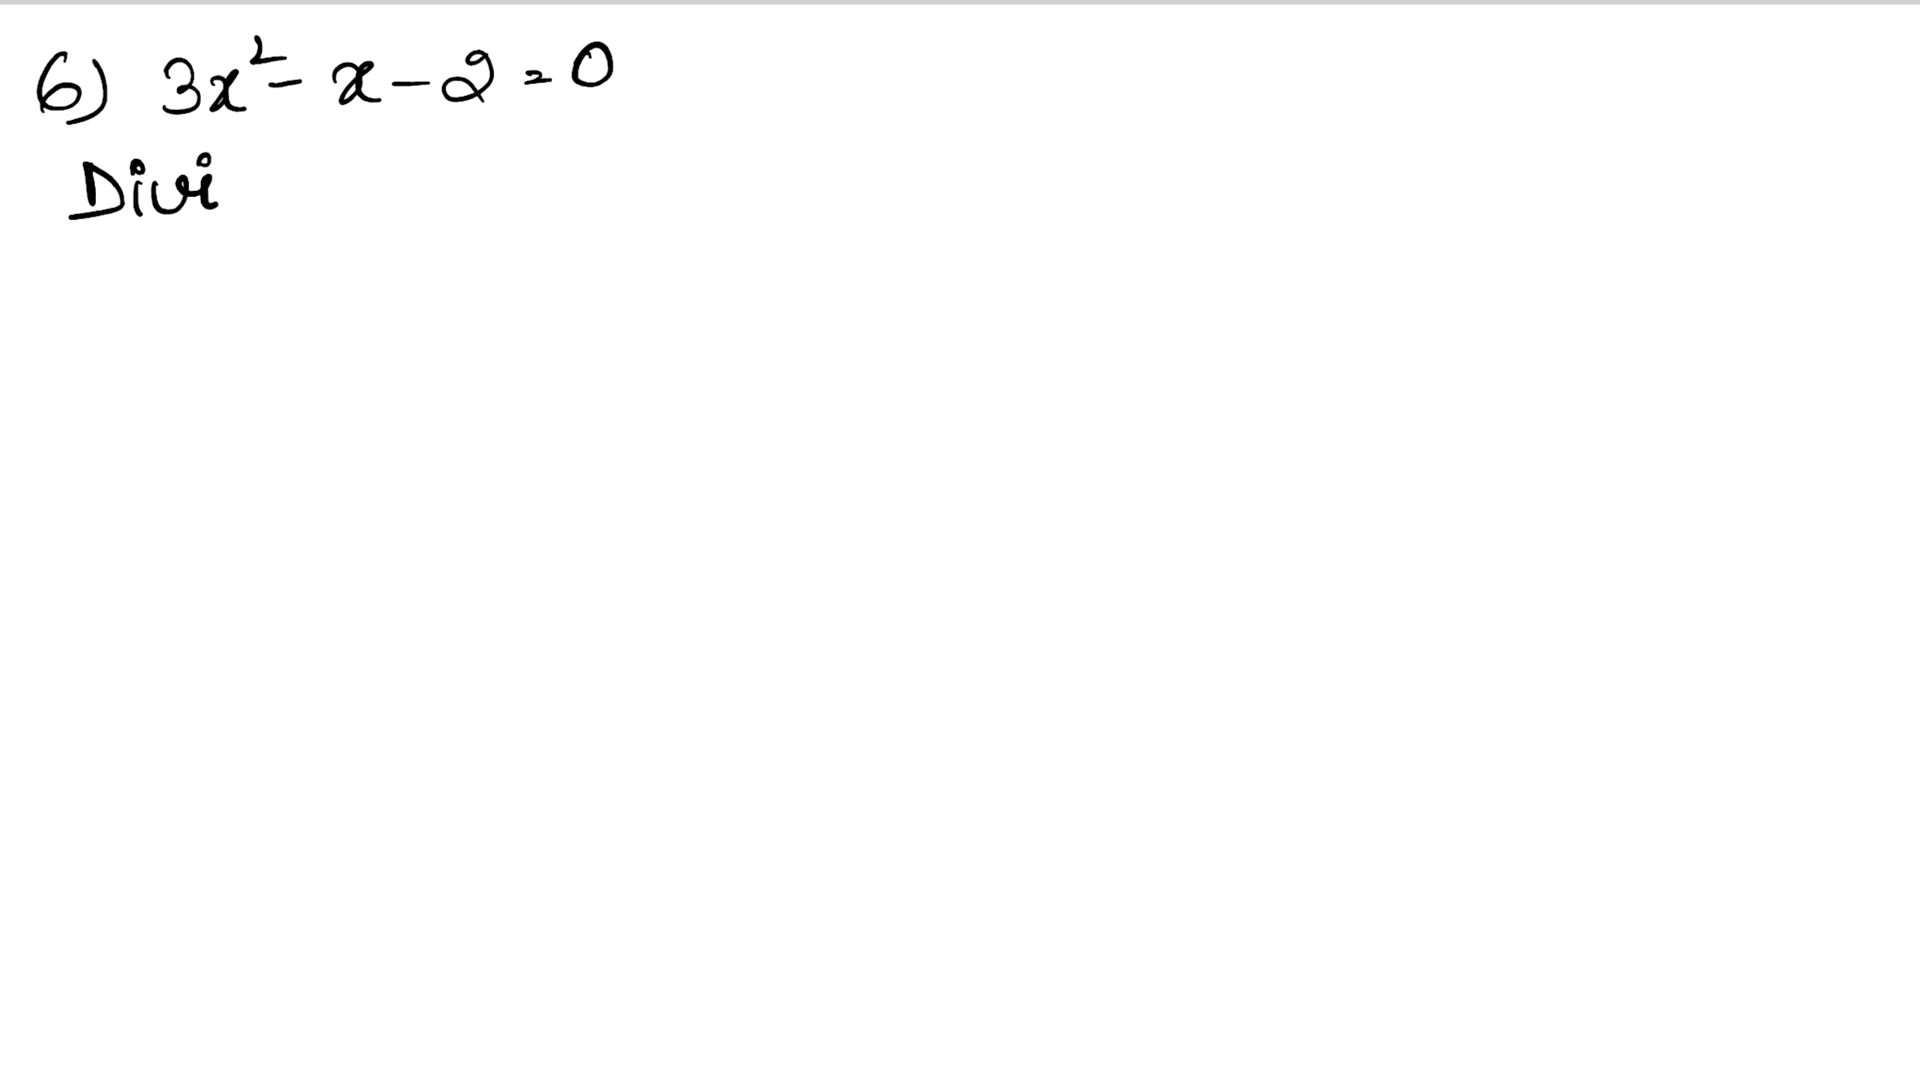 6) 3x² - x - 2 = 0
Divi